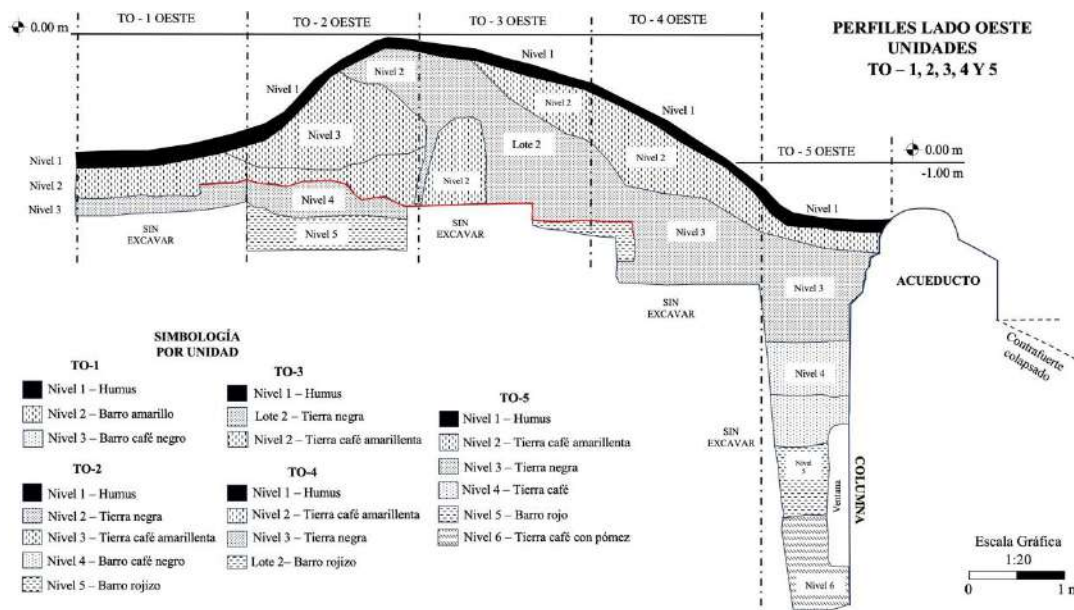 TO - 1 OESTE
TO - 2 OESTE
TO - 3 OESTE
TO - 4 OESTE
0.00 m
PERFILES LADO OESTE
UNIDADES
TO – 1, 2, 3, 4 Y 5
Nivel 1
Nivel 2
Nivel 1
Nivel 2
Nivel 1
Nivel 3
Lote 2
Nivel 1
Nivel 2
Nivel 2
Nivel 3
Nivel 2
Nivel 4
Nivel 5
Nivel 3
TO - 5 OESTE
0.00 m
-1.00 m
Nivel 1
Nivel 3
Nivel 4
Nivel 5
Nivel 6
SIN
EXCAVAR
SIN
EXCAVAR
SIN
EXCAVAR
SIN
EXCAVAR
ACUEDUCTO
Contrafuerte
colapsado
Ventana
COLUMNA
SIMBOLOGÍA
POR UNIDAD
TO-1
Nivel 1 – Humus
Nivel 2 – Barro amarillo
Nivel 3 – Barro café negro
TO-2
Nivel 1 – Humus
Nivel 2 – Tierra negra
Nivel 3 – Tierra café amarillenta
Nivel 4 – Barro café negro
Nivel 5 – Barro rojizo
TO-3
Nivel 1 – Humus
Lote 2 – Tierra negra
Nivel 2 – Tierra café amarillenta
TO-4
Nivel 1 – Humus
Nivel 2 – Tierra café amarillenta
Nivel 3 – Tierra negra
Lote 2– Barro rojizo
TO-5
Nivel 1 – Humus
Nivel 2 – Tierra café amarillenta
Nivel 3 – Tierra negra
Nivel 4 – Tierra café
Nivel 5 – Barro rojo
Nivel 6 – Tierra café con pómez
Escala Gráfica
1:20
0
1 m